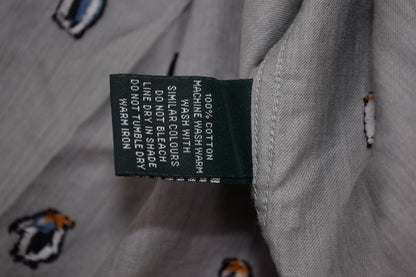 100% COTTON
MACHINE WASH WARM
WASH WITH
SIMILAR COLOURS
DO NOT BLEACH
LINE DRY IN SHADE
DO NOT TUMBLE DRY
WARM IRON